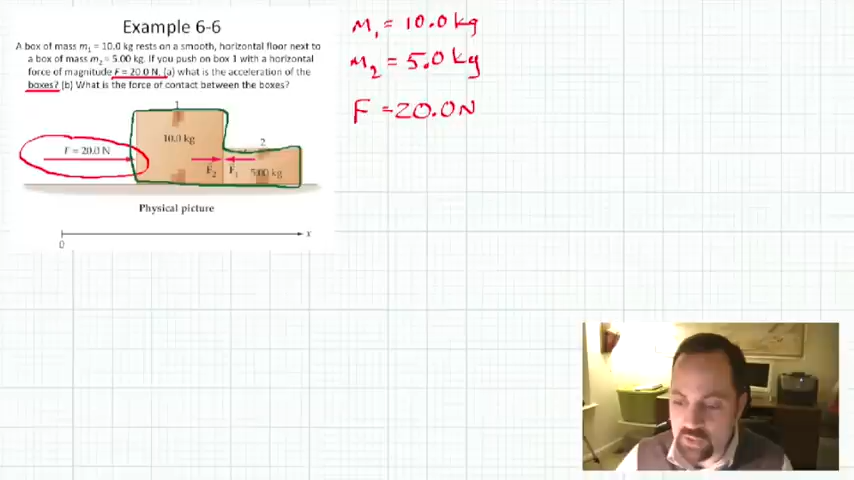 Example 6-6
A box of mass m₁ = 10.0 kg rests on a smooth, horizontal floor next to
a box of mass m₂ = 5.00 kg. If you push on box 1 with a horizontal
force of magnitude F = 20.0 N, (a) what is the acceleration of the
boxes? (b) What is the force of contact between the boxes?
1
10.0 kg
2
F = 20.0 N
F₂ F₁ 5.00 kg
Physical picture
0 x
m₁ = 10.0 kg
m₂ = 5.0 kg
F = 20.0N